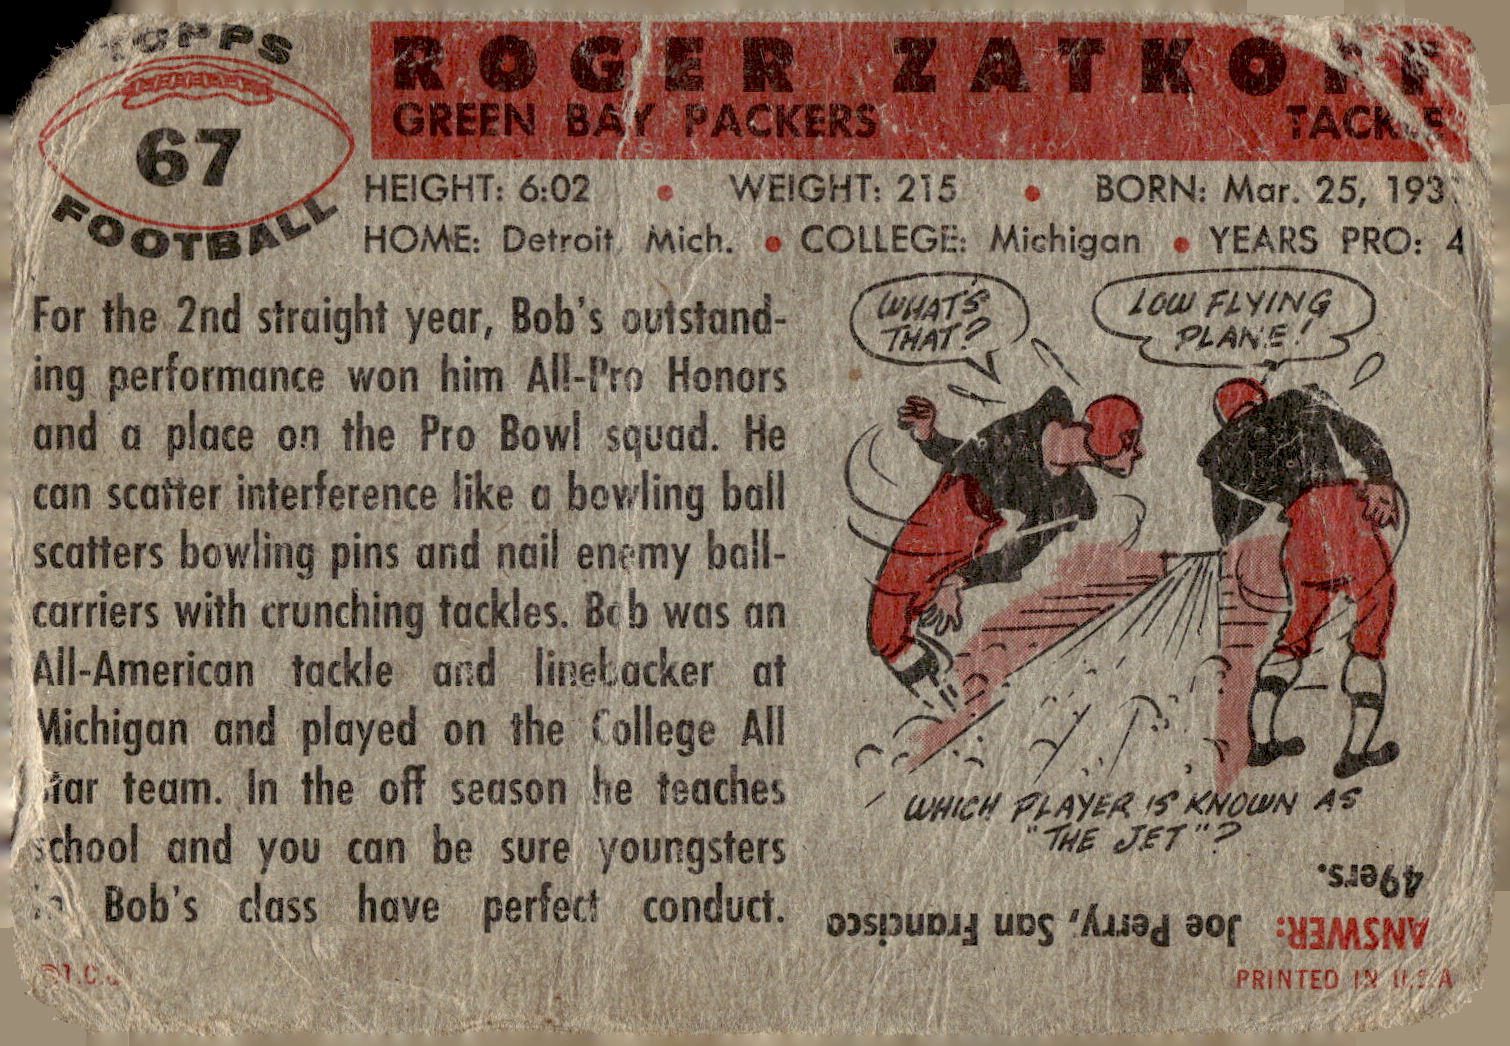 TOPPS
67
FOOTBALL
ROGER ZATKOFF
GREEN BAY PACKERS TACKLE
HEIGHT: 6:02 • WEIGHT: 215 • BORN: Mar. 25, 193
HOME: Detroit, Mich. • COLLEGE: Michigan • YEARS PRO: 4
For the 2nd straight year, Bob's outstand-
ing performance won him All-Pro Honors
and a place on the Pro Bowl squad. He
can scatter interference like a bowling ball
scatters bowling pins and nail enemy ball-
carriers with crunching tackles. Bob was an
All-American tackle and linebacker at
Michigan and played on the College All
Star team. In the off season he teaches
school and you can be sure youngsters
in Bob's class have perfect conduct.
WHAT'S
THAT?
LOW FLYING
PLANE!
WHICH PLAYER IS KNOWN AS
"THE JET"?
ANSWER: Joe Perry, San Francisco
49ers.
©T.C.G.
PRINTED IN U.S.A